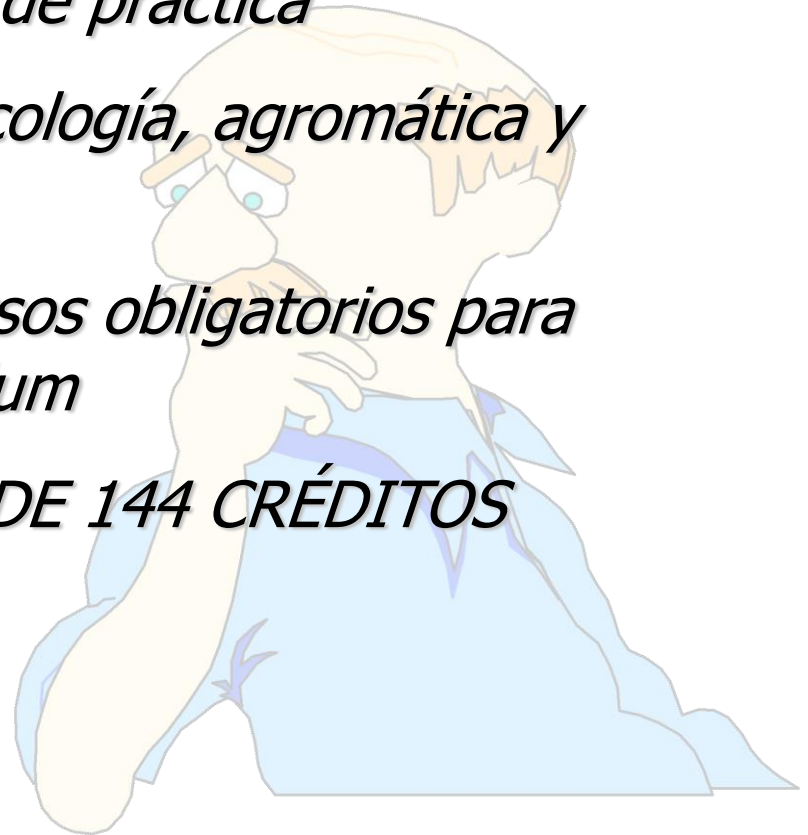 de práctica
cología, agromática y
sos obligatorios para
um
DE 144 CRÉDITOS